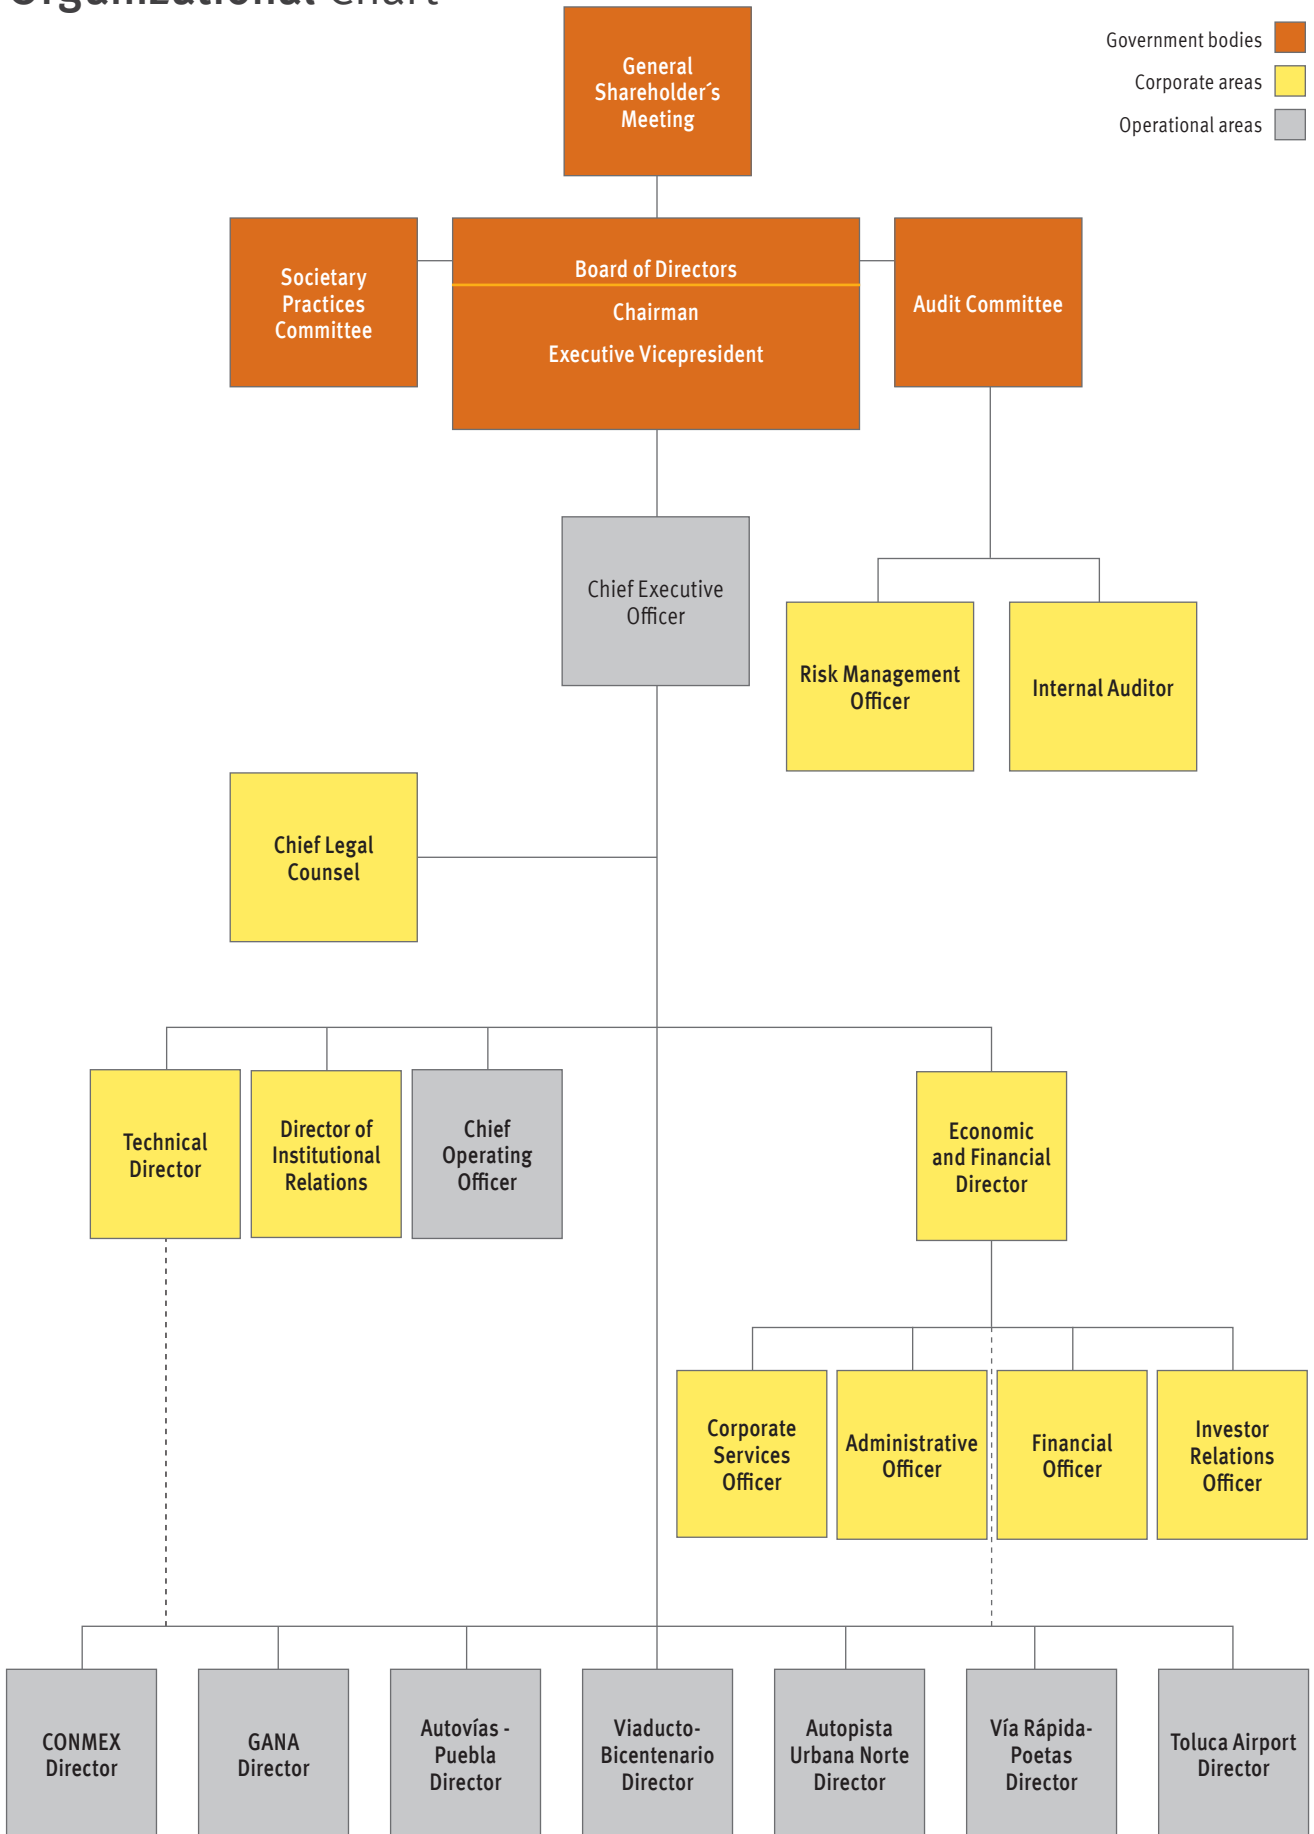 Organizational Chart
Government bodies
Corporate areas
Operational areas
General
Shareholder´s
Meeting
Societary
Practices
Committee
Board of Directors
Chairman
Executive Vicepresident
Audit Committee
Chief Executive
Officer
Risk Management
Officer
Internal Auditor
Chief Legal
Counsel
Technical
Director
Director of
Institutional
Relations
Chief
Operating
Officer
Economic
and Financial
Director
Corporate
Services
Officer
Administrative
Officer
Financial
Officer
Investor
Relations
Officer
CONMEX
Director
GANA
Director
Autovías -
Puebla
Director
Viaducto-
Bicentenario
Director
Autopista
Urbana Norte
Director
Vía Rápida-
Poetas
Director
Toluca Airport
Director